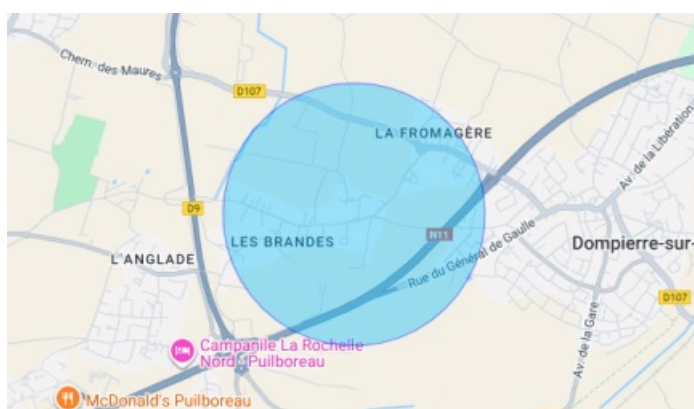 Chem. des Maures
D107
LA FROMAGÈRE
Av. de la Libération
D9
LES BRANDES
N11
L'ANGLADE
Rue du Général de Gaulle
Dompierre-sur-
D107
Av. de la Gare
Campanile La Rochelle
Nord - Puilboreau
McDonald's Puilboreau